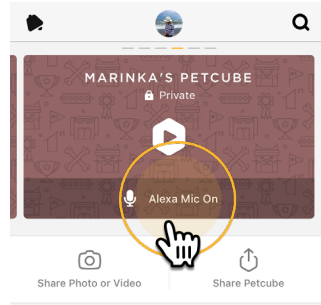 MARINKA'S PETCUBE
Private
Alexa Mic On
Share Photo or Video
Share Petcube